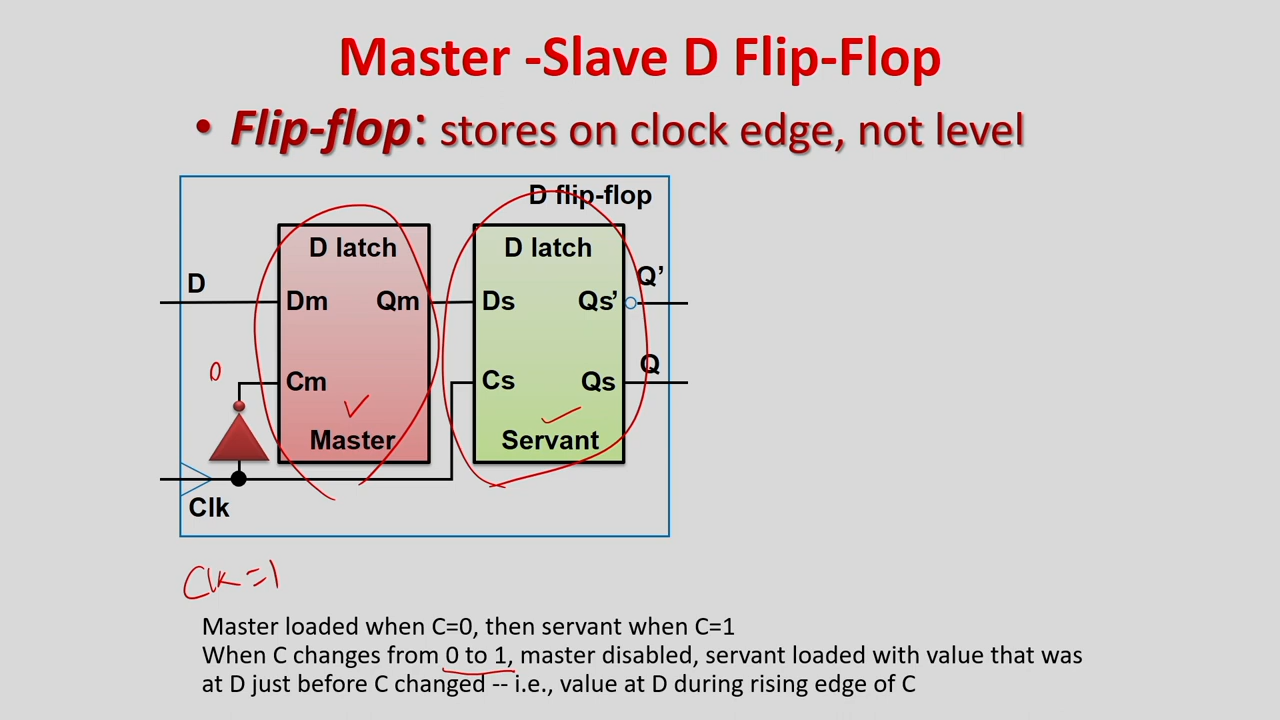 Master -Slave D Flip-Flop
• Flip-flop: stores on clock edge, not level
D flip-flop
D latch
D latch
D
Q’
Dm
Qm
Ds
Qs’
Q
0
Cm
Cs
Qs
Master
Servant
Clk
Clk=1
Master loaded when C=0, then servant when C=1
When C changes from 0 to 1, master disabled, servant loaded with value that was
at D just before C changed -- i.e., value at D during rising edge of C